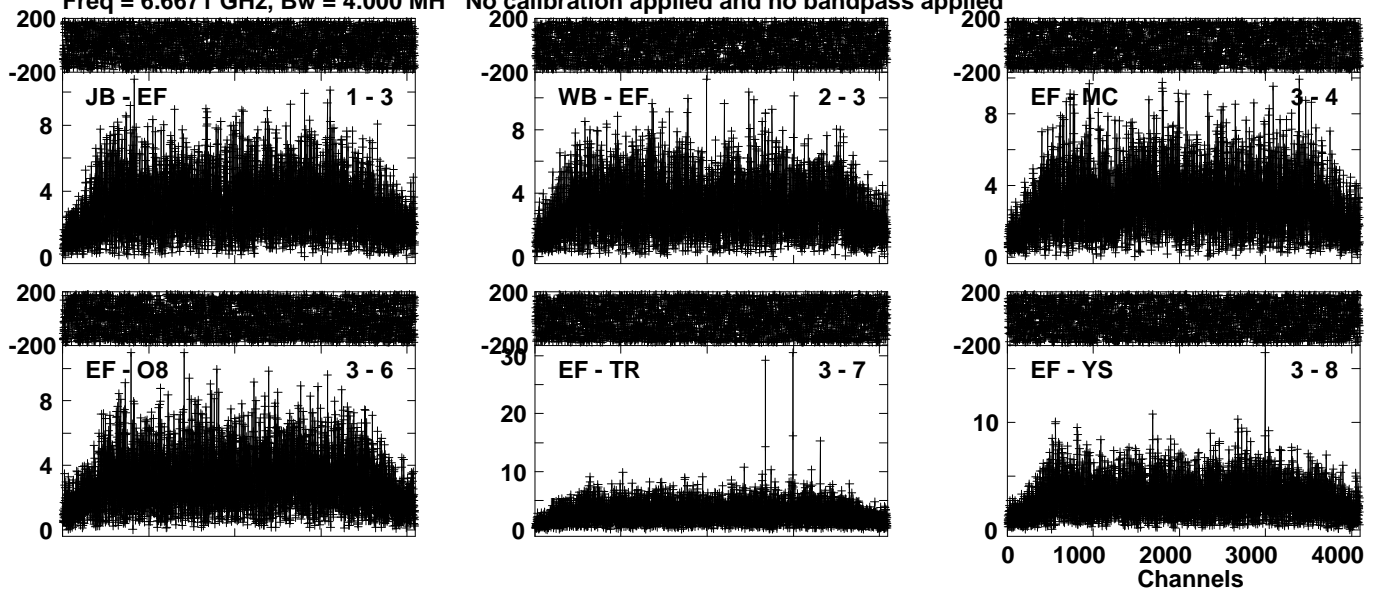 Freq = 6.6671 GHz, Bw = 4.000 MH No calibration applied and no bandpass applied
200 200 200
-200 -200 -200
JB - EF 1 - 3 WB - EF 2 - 3 EF - MC 3 - 4
8 8 8
4 4 4
0 0 0
200 200 200
-200 -200 -200
30
EF - O8 3 - 6 EF - TR 3 - 7 EF - YS 3 - 8
8 20 10
4 10
0 0 0
0 1000 2000 3000 4000
Channels